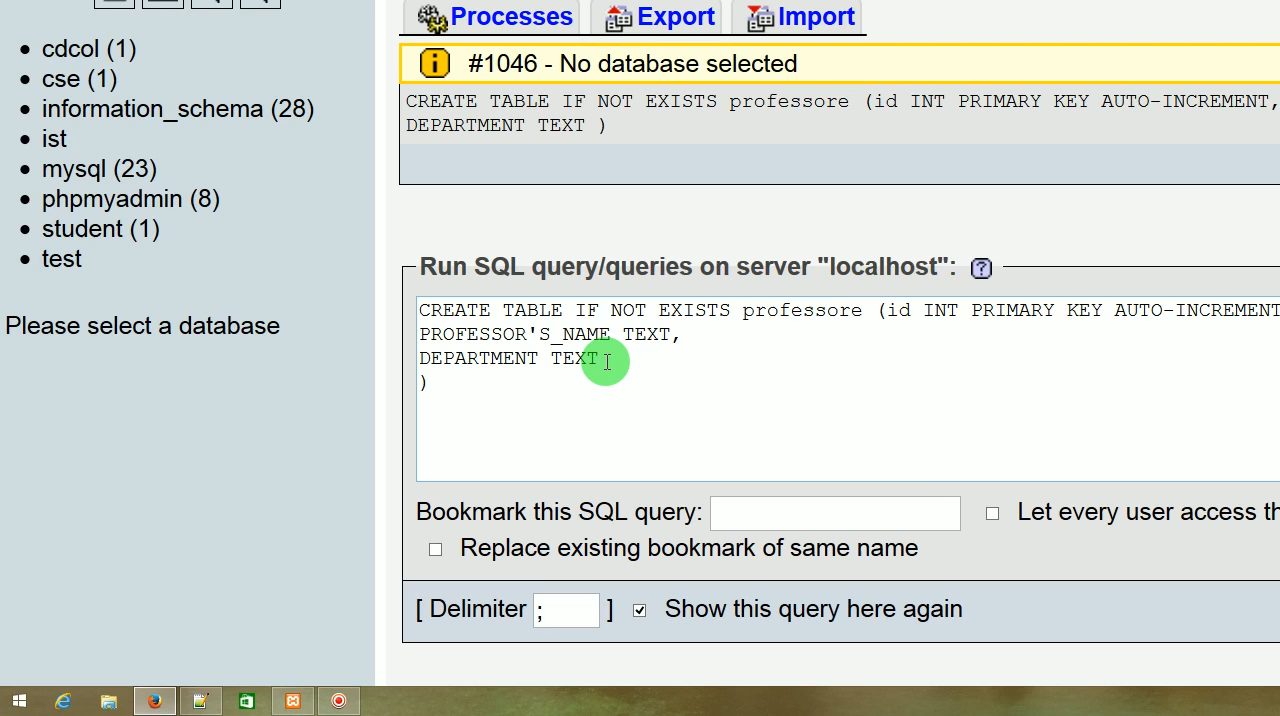 cdcol (1)
cse (1)
information_schema (28)
ist
mysql (23)
phpmyadmin (8)
student (1)
test
Please select a database
Processes
Export
Import
#1046 - No database selected
CREATE TABLE IF NOT EXISTS professore (id INT PRIMARY KEY AUTO-INCREMENT,
DEPARTMENT TEXT )
Run SQL query/queries on server "localhost":
CREATE TABLE IF NOT EXISTS professore (id INT PRIMARY KEY AUTO-INCREMENT
PROFESSOR'S_NAME TEXT,
DEPARTMENT TEXT
)
Bookmark this SQL query:
Let every user access
Replace existing bookmark of same name
[ Delimiter ; ] Show this query here again